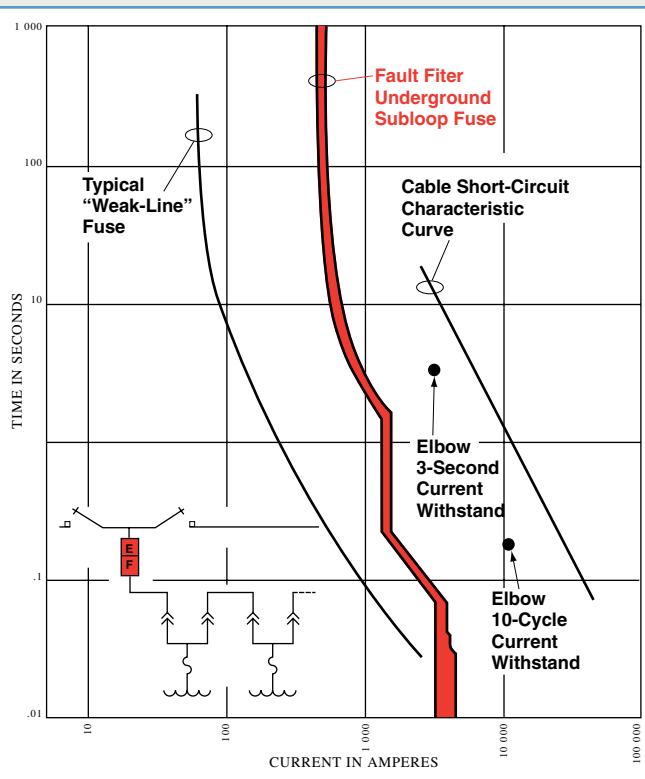 1 000
Fault Fiter
Underground
Subloop Fuse
100
Typical
“Weak-Line”
Fuse
Cable Short-Circuit
Characteristic
Curve
10
TIME IN SECONDS
Elbow
3-Second
Current
Withstand
E
F
.1
Elbow
10-Cycle
Current
Withstand
.01
10
100
1 000
10 000
100 000
CURRENT IN AMPERES